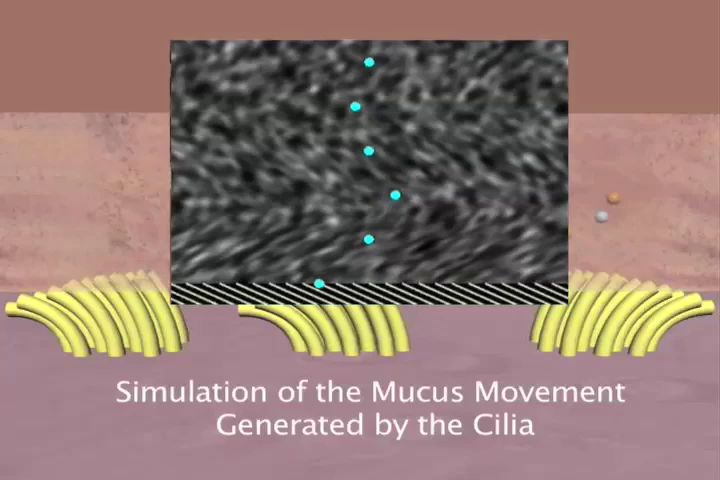 Simulation of the Mucus Movement
Generated by the Cilia